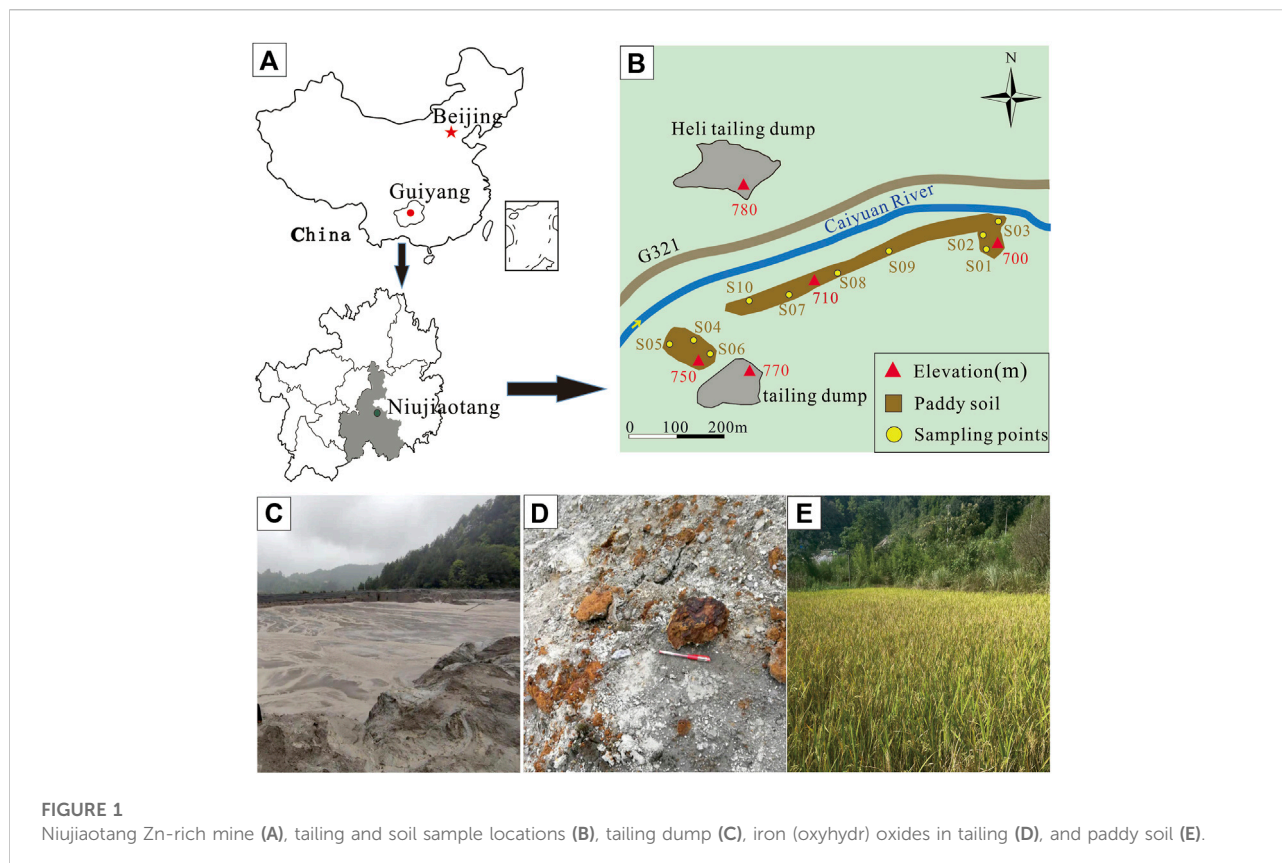 A
Beijing
Guiyang
China
Niujiaotang
B
N
Heli tailing dump
780
Caiyuan River
G321
S03
S02
S01
700
S09
S08
710
S10
S07
S04
S05
S06
750
770
tailing dump
0 100 200m
Elevation(m)
Paddy soil
Sampling points
C
D
E
FIGURE 1
Niujiaotang Zn-rich mine (A), tailing and soil sample locations (B), tailing dump (C), iron (oxyhydr) oxides in tailing (D), and paddy soil (E).